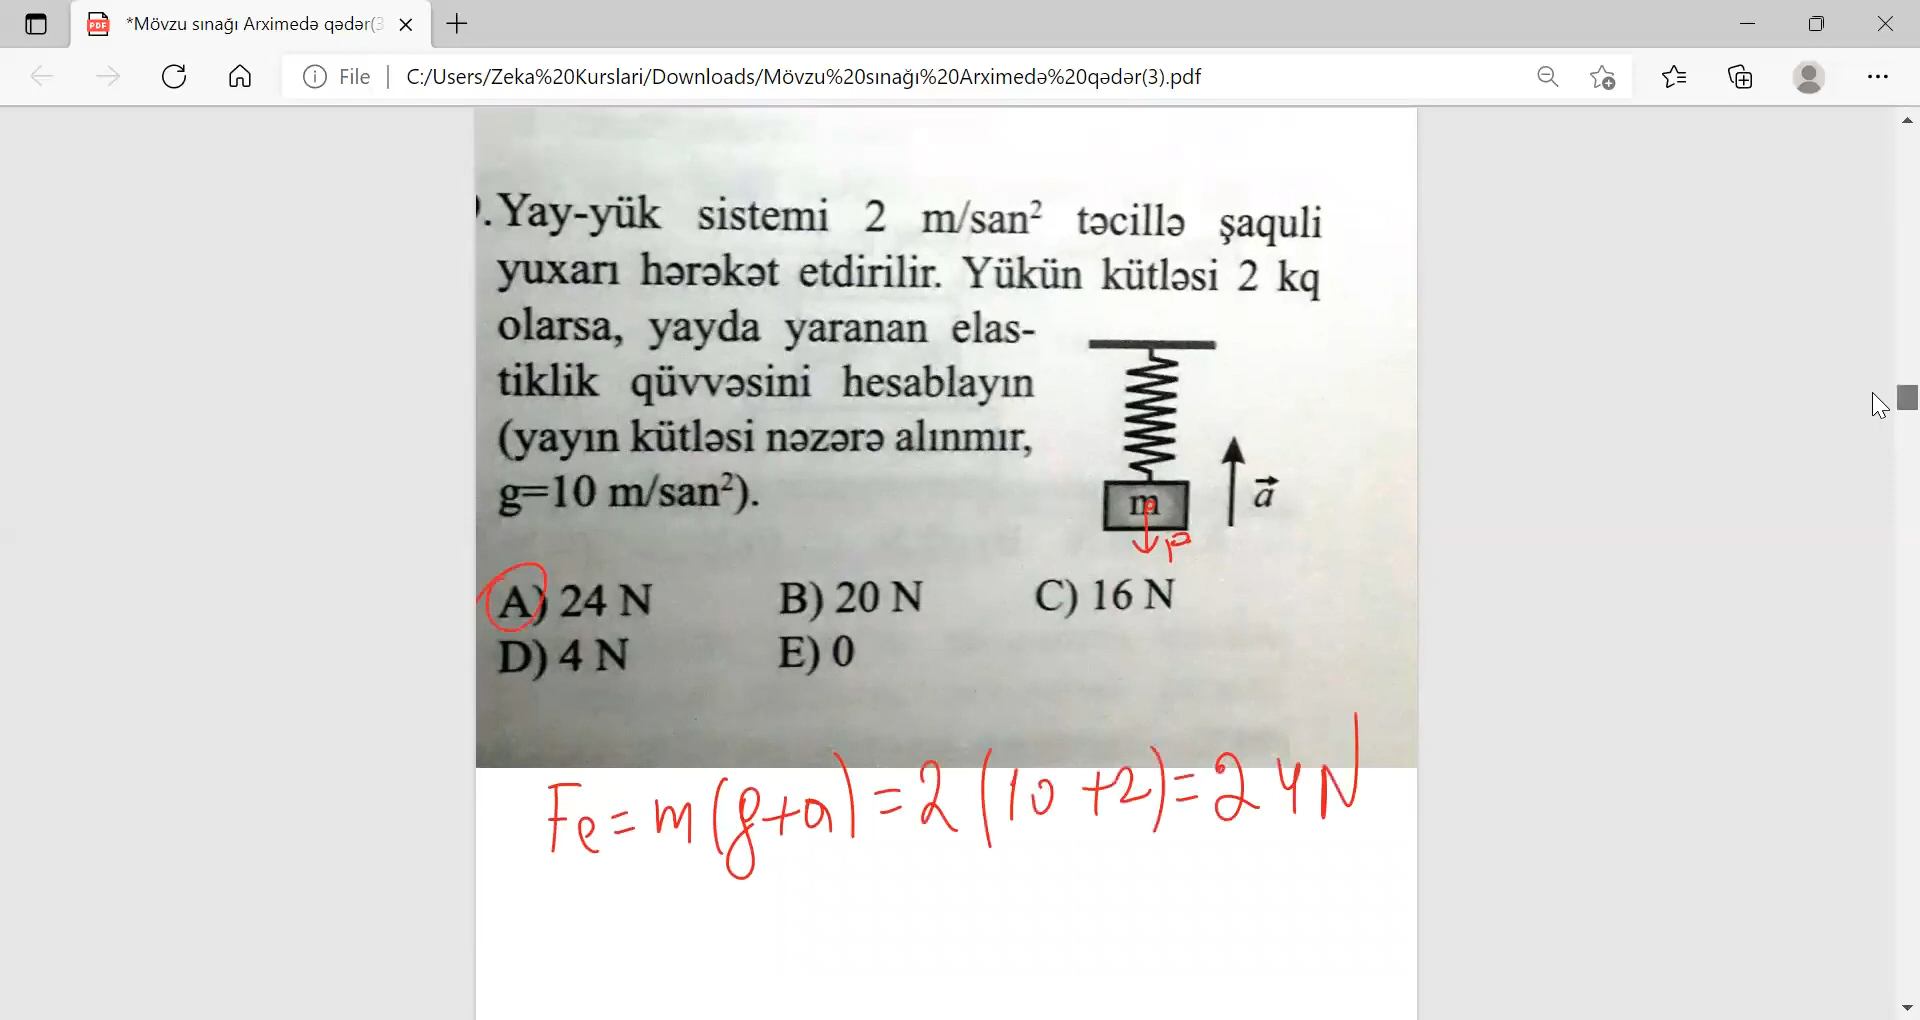 *Mövzu sınağı Arximedə qədər(3
File
C:/Users/Zeka%20Kurslari/Downloads/Mövzu%20sınağı%20Arximedə%20qədər(3).pdf
. Yay-yük sistemi 2 m/san² təcillə şaquli
yuxarı hərəkət etdirilir. Yükün kütləsi 2 kq
olarsa, yayda yaranan elas-
tiklik qüvvəsini hesablayın
(yayın kütləsi nəzərə alınmır,
g=10 m/san²).
m
a
P
A) 24 N B) 20 N C) 16 N
D) 4 N E) 0
Fe = m(g+a) = 2(10+2) = 24N